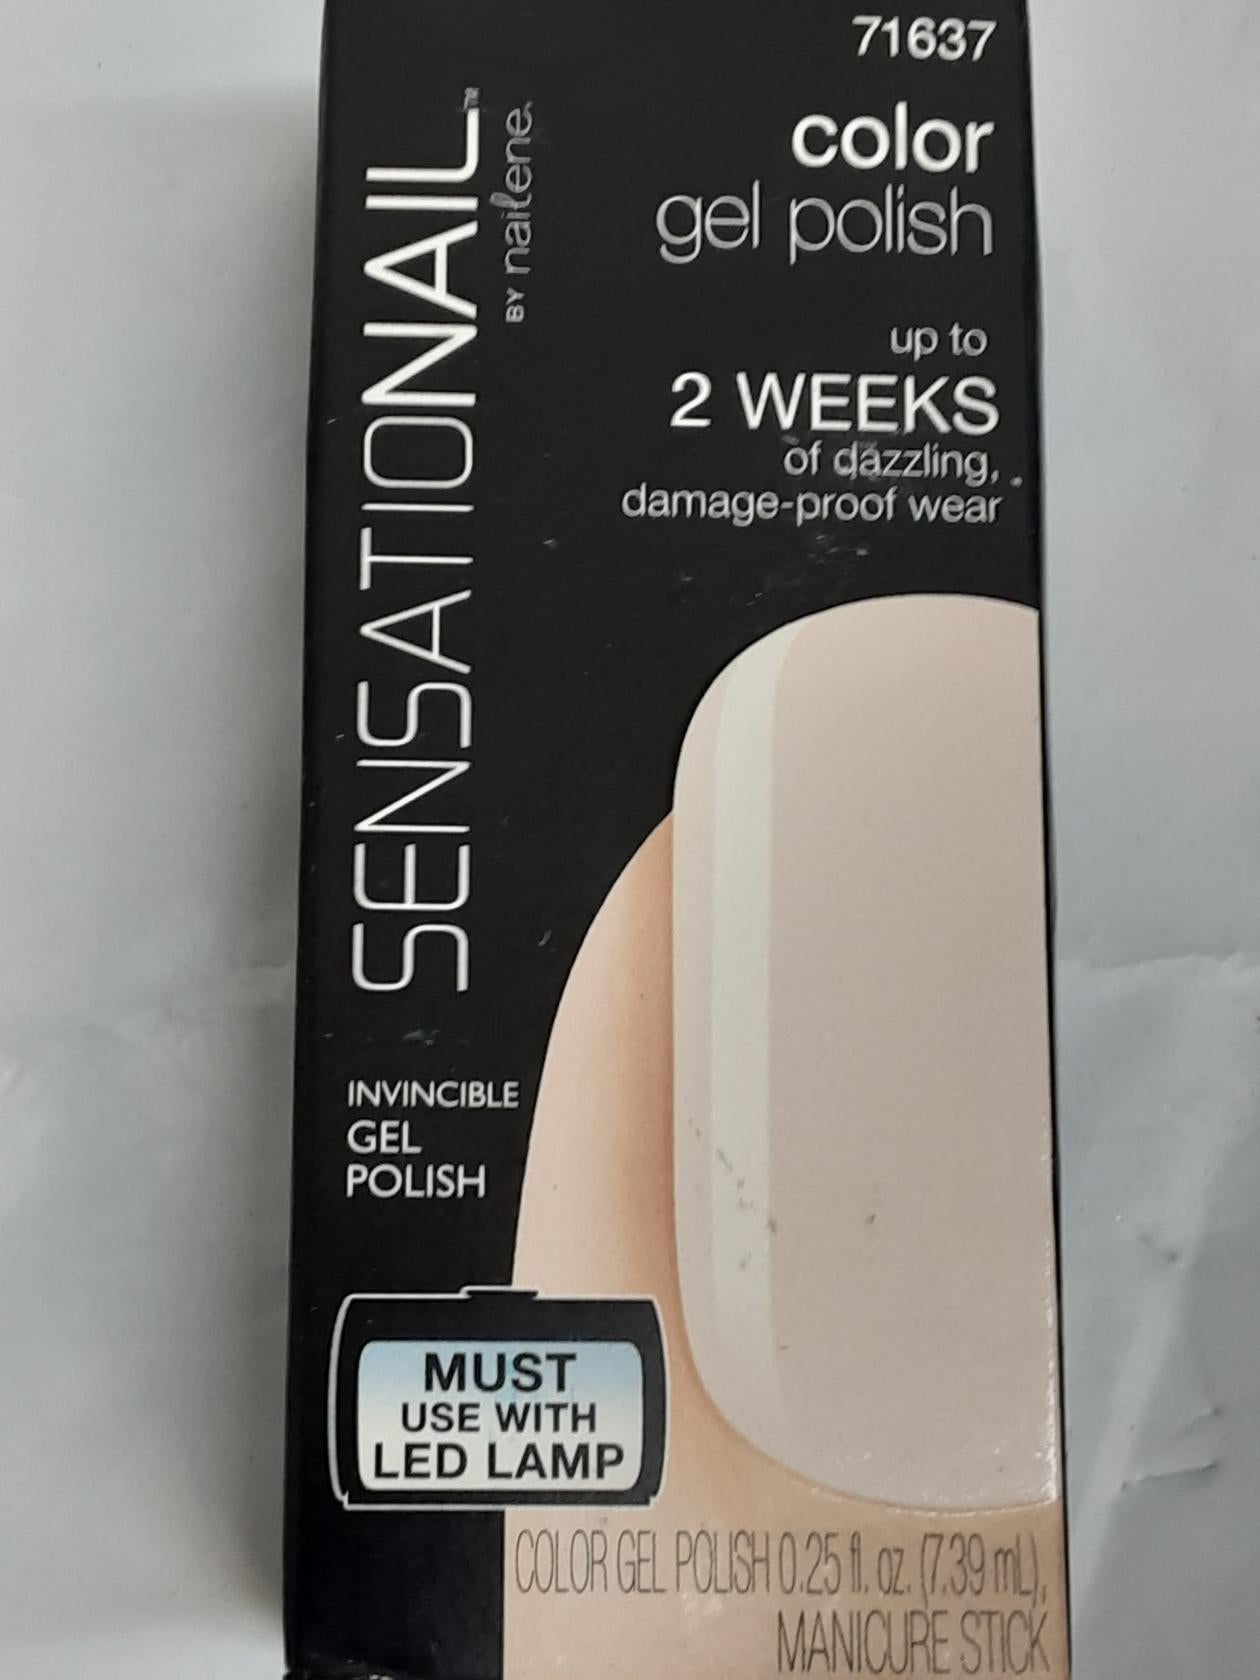 71637
color
gel polish
up to
2 WEEKS
of dazzling,
damage-proof wear
SENSATIONAIL™
BY nailene.
INVINCIBLE
GEL
POLISH
MUST
USE WITH
LED LAMP
COLOR GEL POLISH 0.25 fl. oz. (7.39 mL),
MANICURE STICK